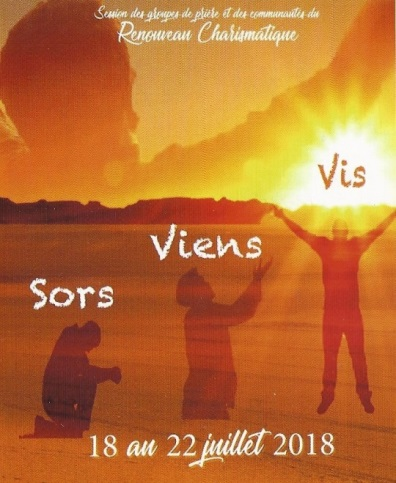 Session des groupes de prière et des communautés du
Renouveau Charismatique
Vis
Viens
Sors
18 au 22 juillet 2018